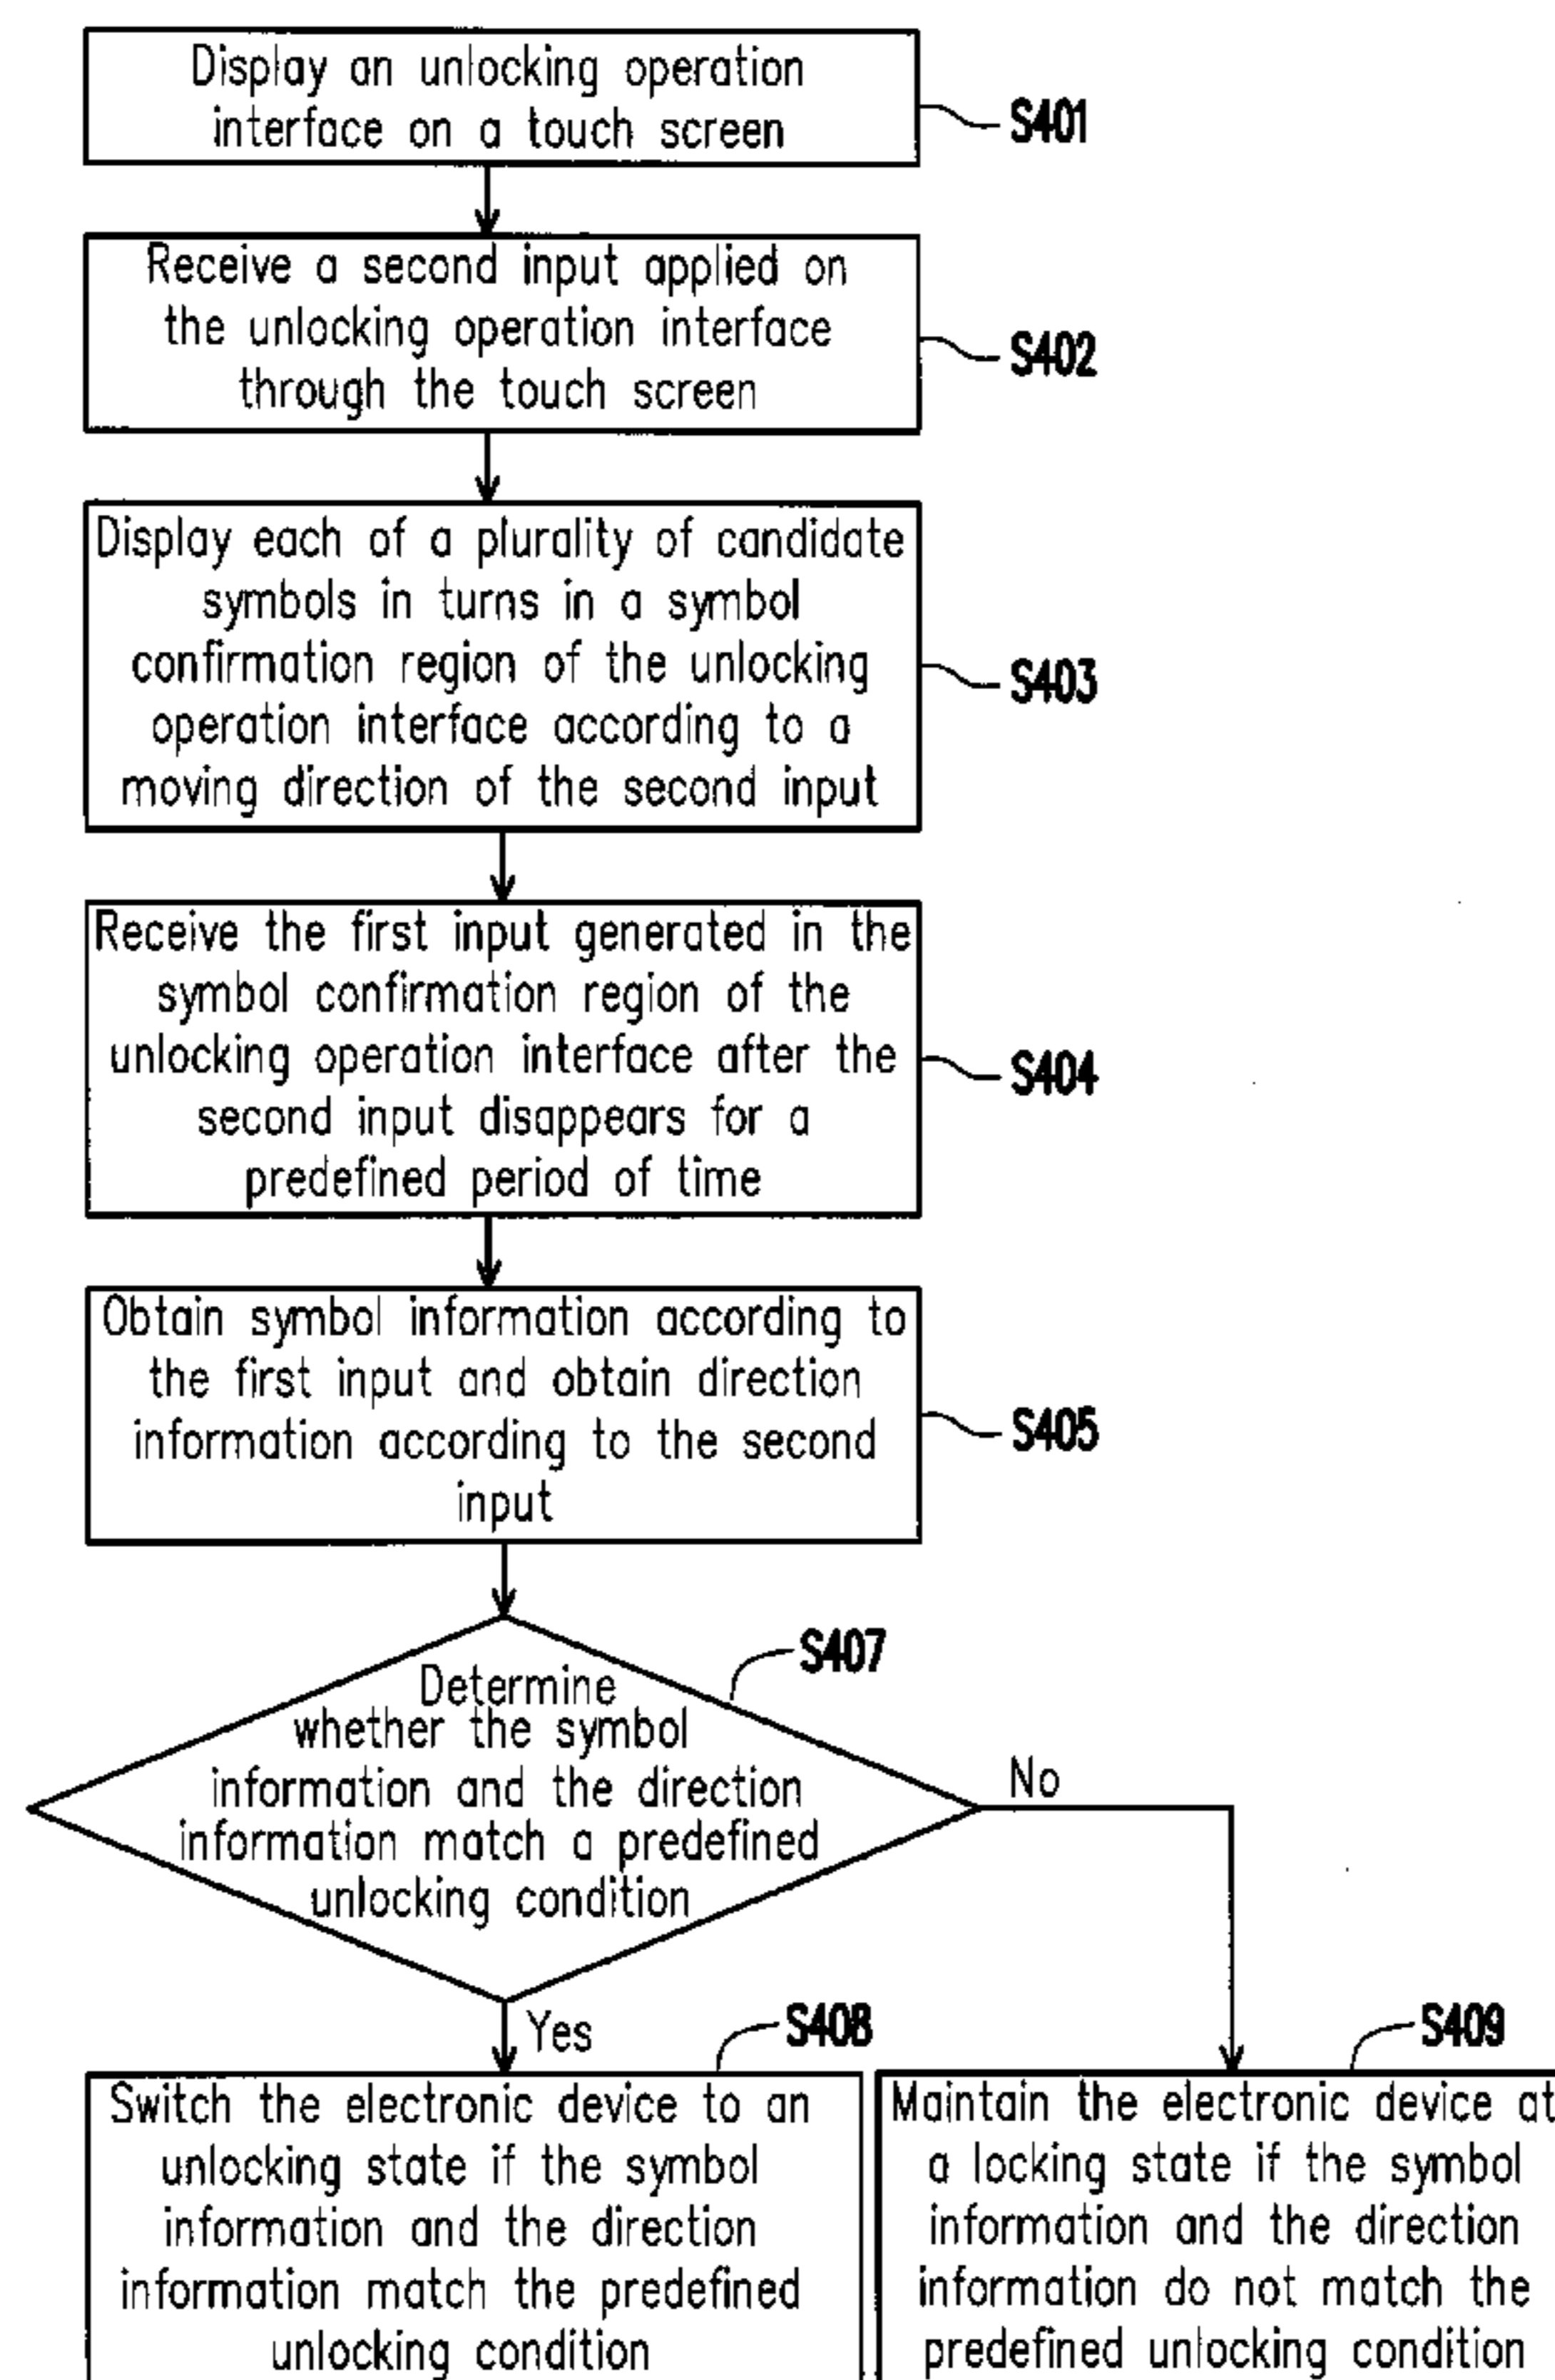 Display an unlocking operation
interface on a touch screen
S401
Receive a second input applied on
the unlocking operation interface
through the touch screen
S402
Display each of a plurality of candidate
symbols in turns in a symbol
confirmation region of the unlocking
operation interface according to a
moving direction of the second input
S403
Receive the first input generated in the
symbol confirmation region of the
unlocking operation interface after the
second input disappears for a
predefined period of time
S404
Obtain symbol information according to
the first input and obtain direction
information according to the second
input
S405
S407
Determine
whether the symbol
information and the direction
information match a predefined
unlocking condition
No
Yes
S408
Switch the electronic device to an
unlocking state if the symbol
information and the direction
information match the predefined
unlocking condition
S409
Maintain the electronic device at
a locking state if the symbol
information and the direction
information do not match the
predefined unlocking condition